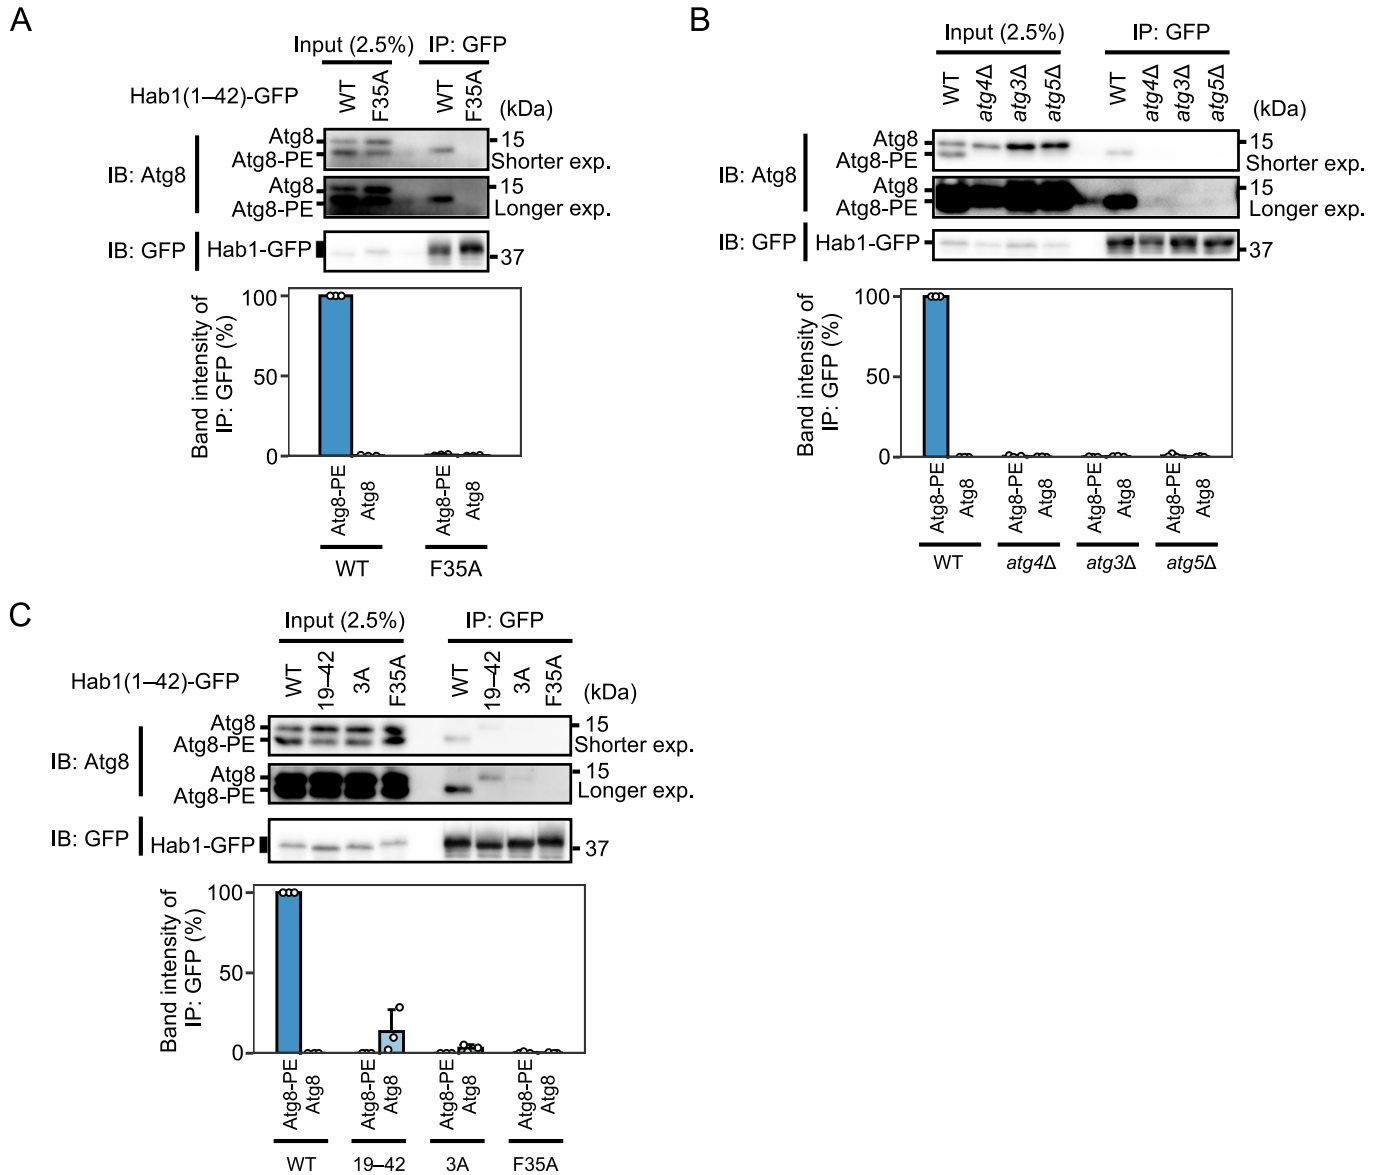 A
Input (2.5%) IP: GFP
Hab1(1–42)-GFP WT F35A WT F35A (kDa)
IB: Atg8
Atg8 15
Atg8-PE Shorter exp.
Atg8 15
Atg8-PE Longer exp.
IB: GFP Hab1-GFP 37
Band intensity of
IP: GFP (%)
100
50
0
Atg8-PE Atg8 Atg8-PE Atg8
WT F35A
B
Input (2.5%) IP: GFP
WT atg4Δ atg3Δ atg5Δ WT atg4Δ atg3Δ atg5Δ (kDa)
IB: Atg8
Atg8 15
Atg8-PE Shorter exp.
Atg8 15
Atg8-PE Longer exp.
IB: GFP Hab1-GFP 37
Band intensity of
IP: GFP (%)
100
50
0
Atg8-PE Atg8 Atg8-PE Atg8 Atg8-PE Atg8 Atg8-PE Atg8
WT atg4Δ atg3Δ atg5Δ
C
Input (2.5%) IP: GFP
Hab1(1–42)-GFP WT 19–42 3A F35A WT 19–42 3A F35A (kDa)
IB: Atg8
Atg8 15
Atg8-PE Shorter exp.
Atg8 15
Atg8-PE Longer exp.
IB: GFP Hab1-GFP 37
Band intensity of
IP: GFP (%)
100
50
0
Atg8-PE Atg8 Atg8-PE Atg8 Atg8-PE Atg8 Atg8-PE Atg8
WT 19–42 3A F35A